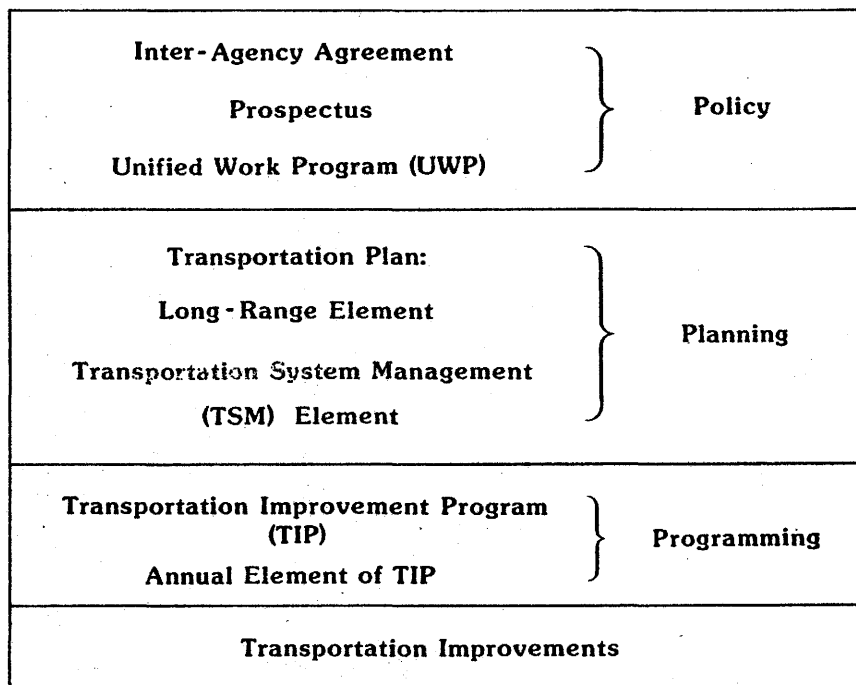 Inter-Agency Agreement
Prospectus
Unified Work Program (UWP)
Policy
Transportation Plan:
Long-Range Element
Transportation System Management
(TSM) Element
Planning
Transportation Improvement Program
(TIP)
Annual Element of TIP
Programming
Transportation Improvements